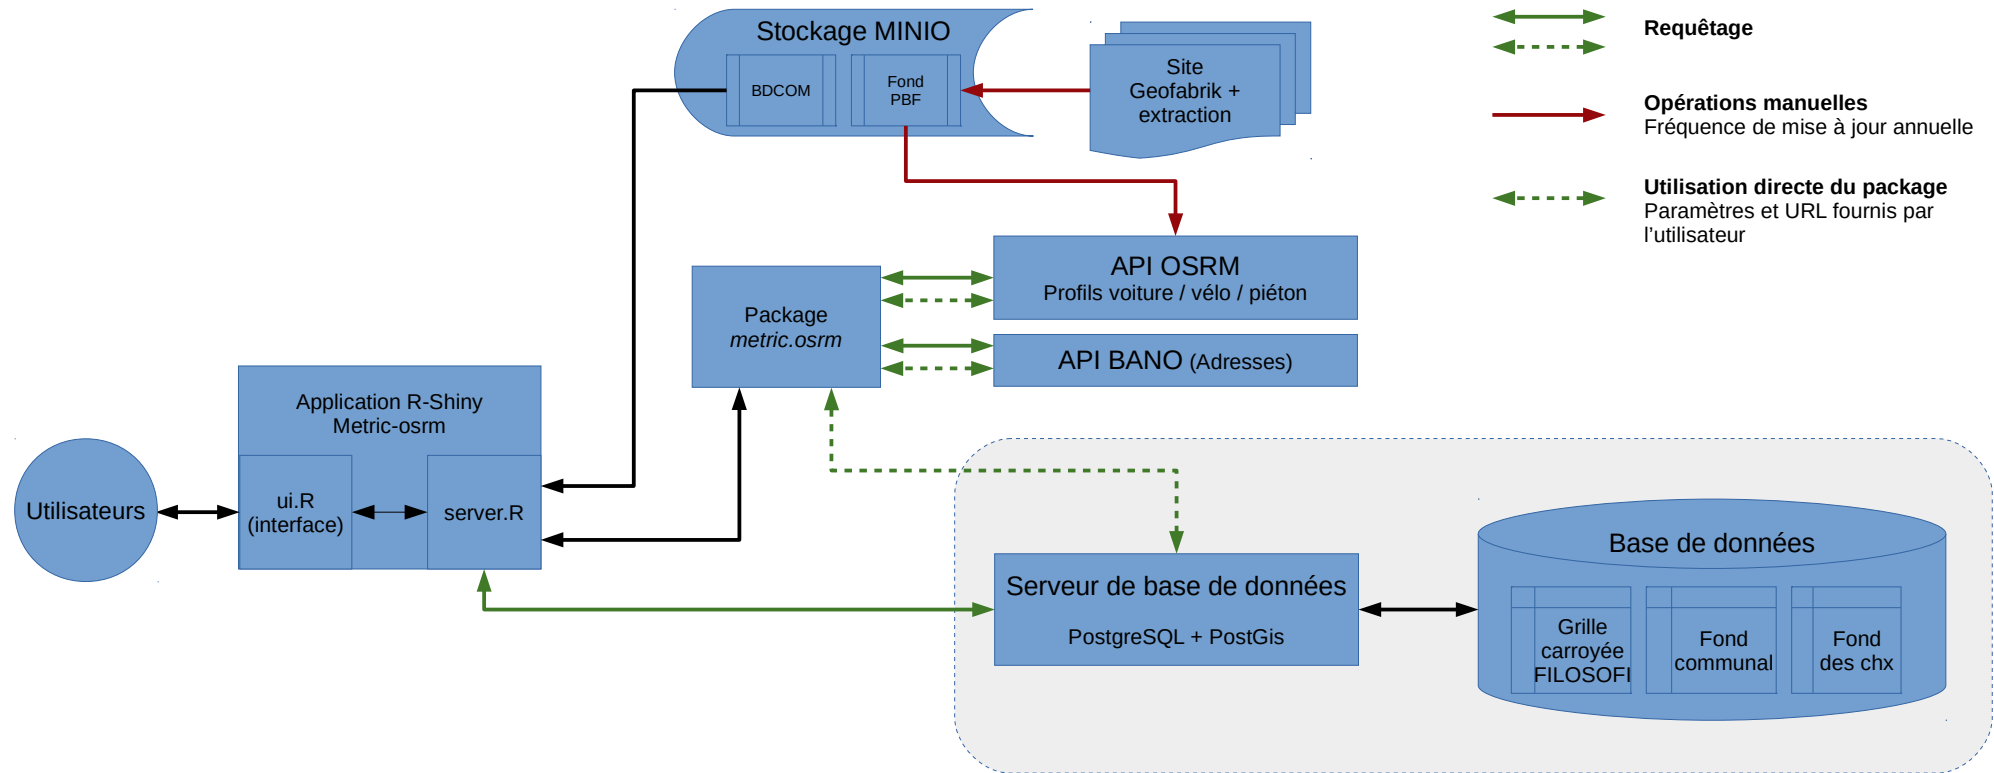 Stockage MINIO
BDCOM
Fond
PBF
Site
Geofabrik +
extraction
Requêtage
Opérations manuelles
Fréquence de mise à jour annuelle
Utilisation directe du package
Paramètres et URL fournis par
l’utilisateur
API OSRM
Profils voiture / vélo / piéton
Package
metric.osrm
API BANO (Adresses)
Application R-Shiny
Metric-osrm
Utilisateurs
ui.R
(interface)
server.R
Serveur de base de données
PostgreSQL + PostGis
Base de données
Grille
carroyée
FILOSOFI
Fond
communal
Fond
des chx